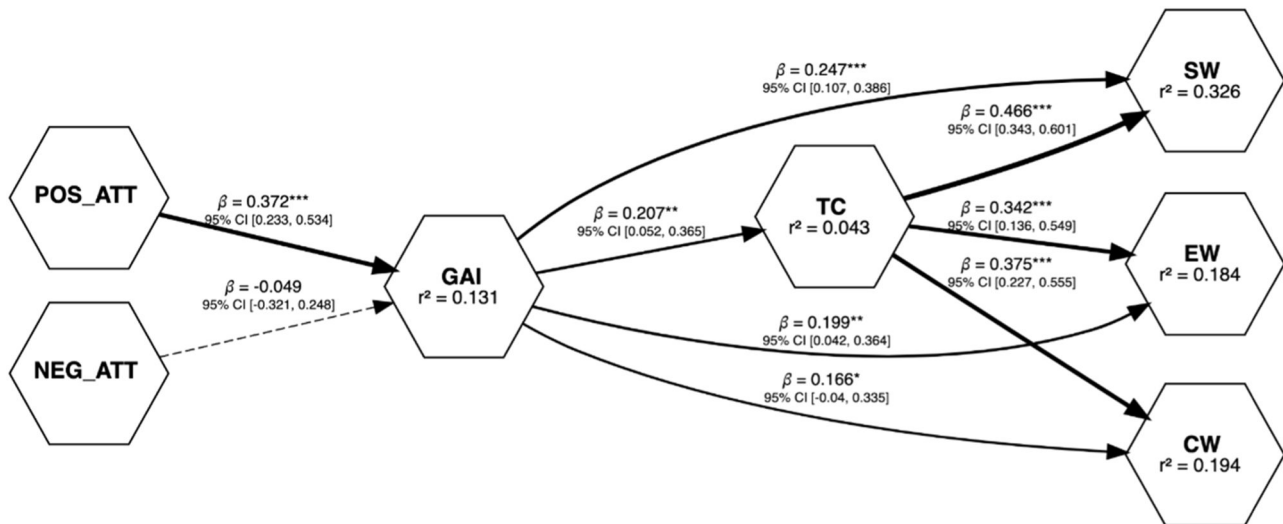 POS_ATT
NEG_ATT
β = 0.372***
95% CI [0.233, 0.534]
β = -0.049
95% CI [-0.321, 0.248]
GAI
r² = 0.131
β = 0.247***
95% CI [0.107, 0.386]
β = 0.207**
95% CI [0.052, 0.365]
β = 0.199**
95% CI [0.042, 0.364]
β = 0.166*
95% CI [-0.04, 0.335]
TC
r² = 0.043
β = 0.466***
95% CI [0.343, 0.601]
β = 0.342***
95% CI [0.136, 0.549]
β = 0.375***
95% CI [0.227, 0.555]
SW
r² = 0.326
EW
r² = 0.184
CW
r² = 0.194